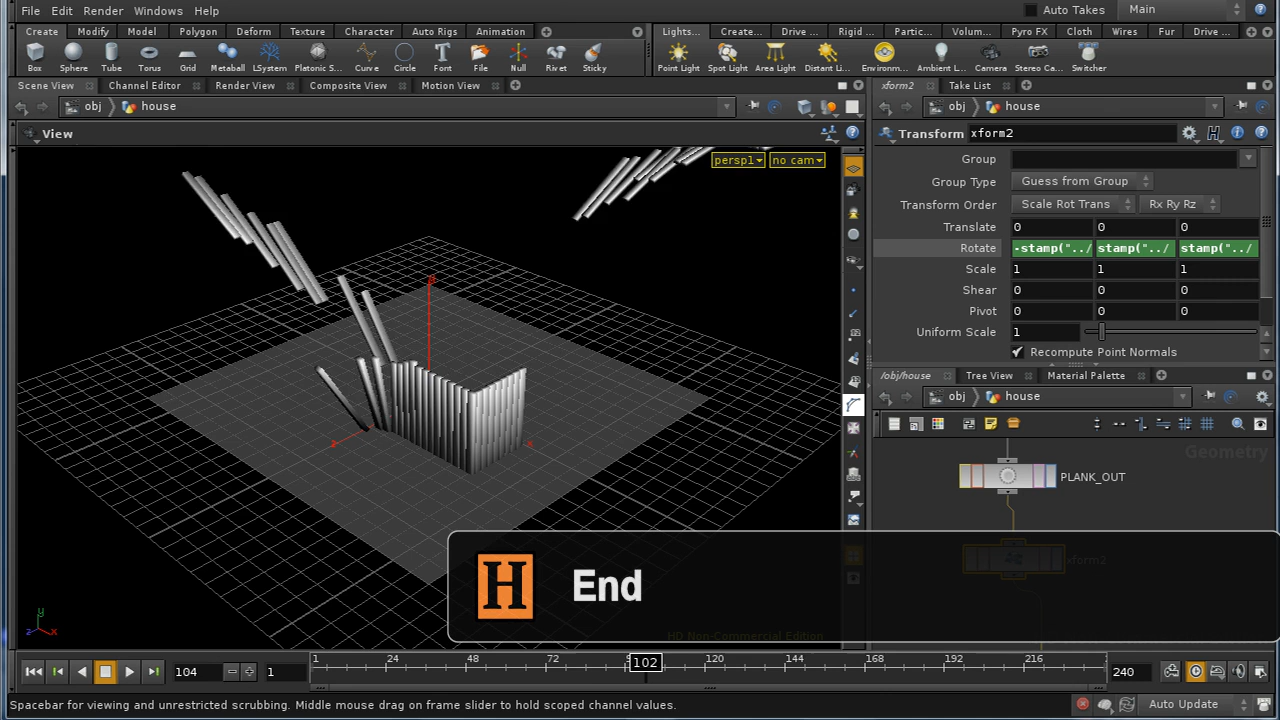 File Edit Render Windows Help Auto Takes Main
Create Modify Model Polygon Deform Texture Character Auto Rigs Animation Lights... Create... Drive ... Rigid ... Partic... Volum... Pyro FX Cloth Wires Fur Drive ...
Box Sphere Tube Torus Grid Metaball LSystem Platonic S... Curve Circle Font File Null Rivet Sticky Point Light Spot Light Area Light Distant Li... Environm... Ambient L... Camera Stereo Ca... Switcher
Scene View Channel Editor Render View Composite View Motion View xform2 Take List
obj house obj house
View Transform xform2
persp1 no cam
Group
Group Type Guess from Group
Transform Order Scale Rot Trans Rx Ry Rz
Translate 0 0 0
Rotate -stamp("../ stamp("../ stamp("../
Scale 1 1 1
Shear 0 0 0
Pivot 0 0 0
Uniform Scale 1
Recompute Point Normals
/obj/house Tree View Material Palette
obj house
Geometry
PLANK_OUT
xform2
H End
HD Non-Commercial Edition
y
z x
104 1 1 24 48 72 102 120 144 168 192 216 240
Spacebar for viewing and unrestricted scrubbing. Middle mouse drag on frame slider to hold scoped channel values. Auto Update